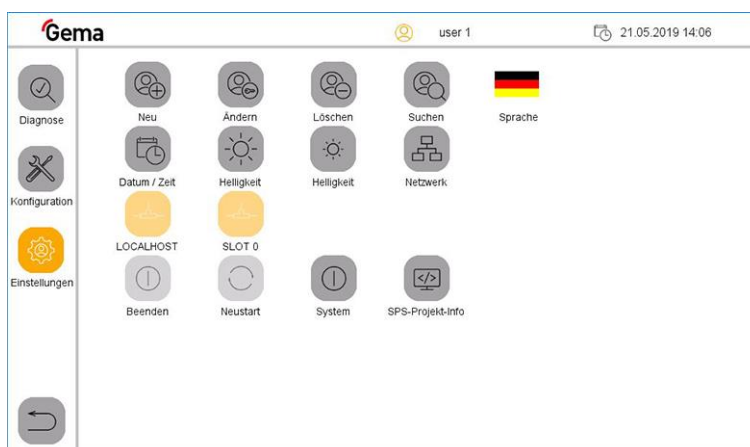 Gema
user 1
21.05.2019 14:06
Diagnose
Konfiguration
Einstellungen
Neu
Ändern
Löschen
Suchen
Sprache
Datum / Zeit
Helligkeit
Helligkeit
Netzwerk
LOCALHOST
SLOT 0
Beenden
Neustart
System
SPS-Projekt-Info